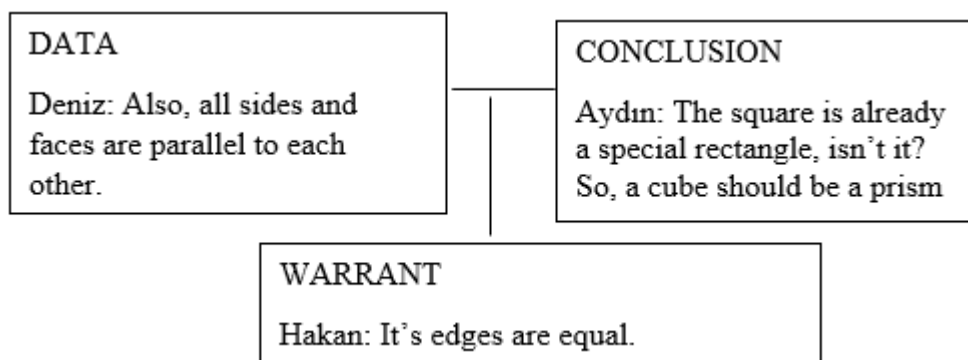 DATA
Deniz: Also, all sides and
faces are parallel to each
other.
CONCLUSION
Aydın: The square is already
a special rectangle, isn’t it?
So, a cube should be a prism
WARRANT
Hakan: It’s edges are equal.